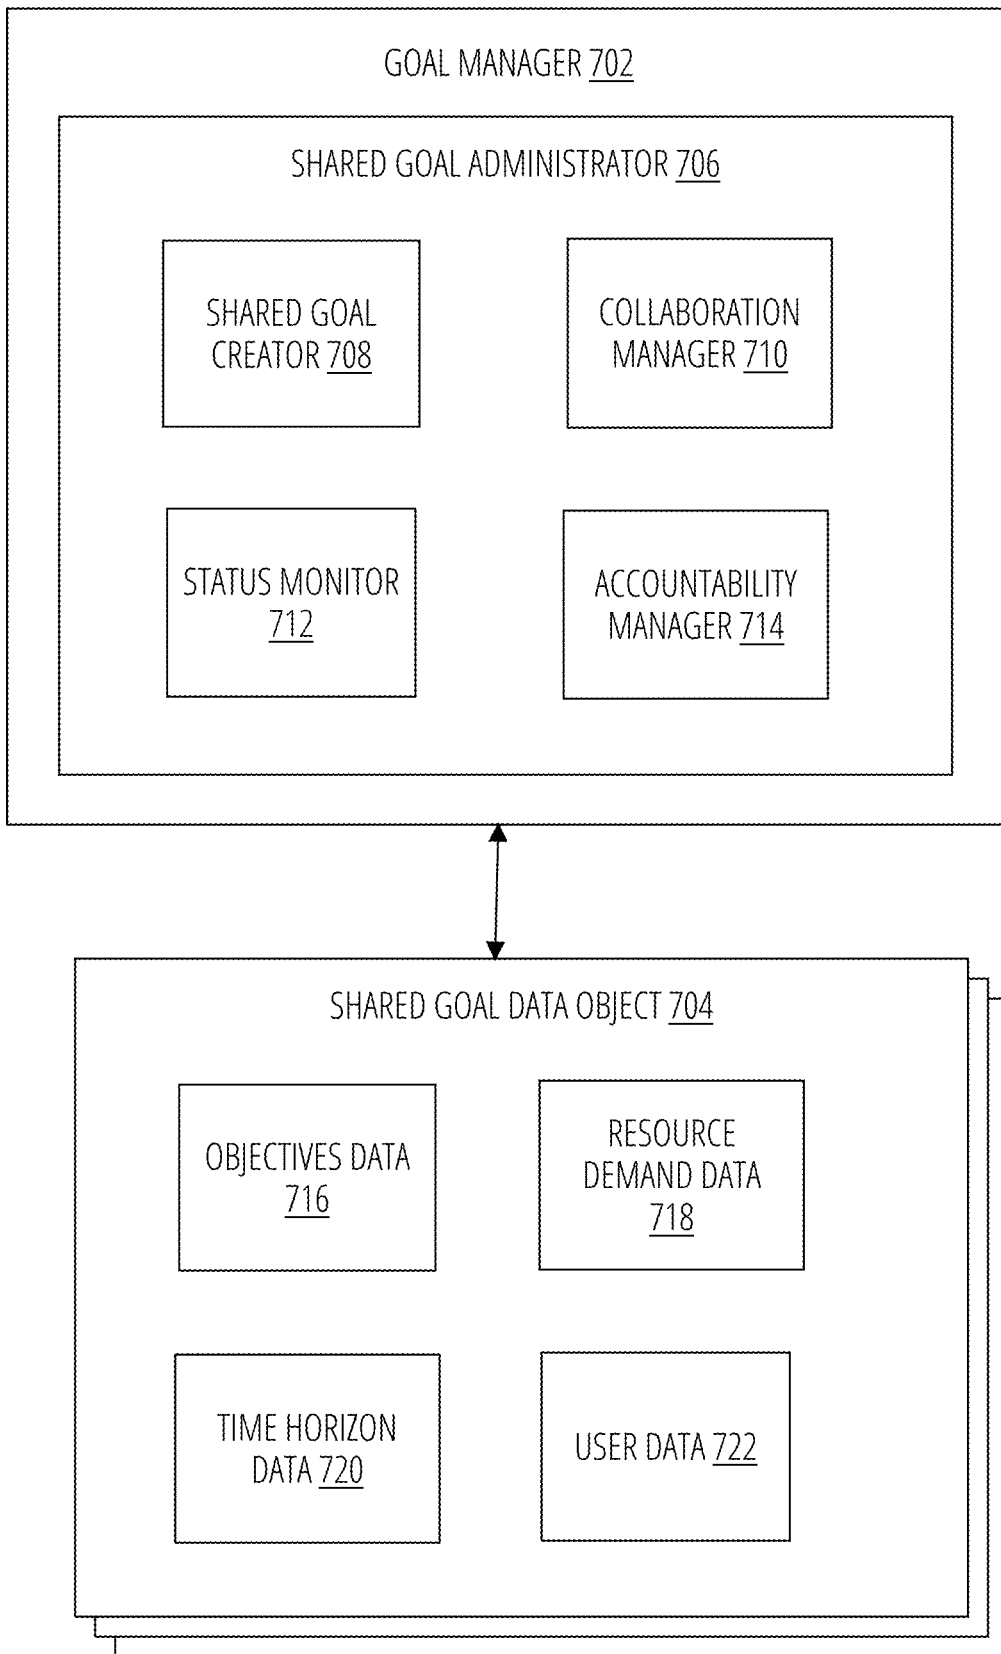 GOAL MANAGER 702
SHARED GOAL ADMINISTRATOR 706
SHARED GOAL
CREATOR 708
COLLABORATION
MANAGER 710
STATUS MONITOR
712
ACCOUNTABILITY
MANAGER 714
SHARED GOAL DATA OBJECT 704
OBJECTIVES DATA
716
RESOURCE
DEMAND DATA
718
TIME HORIZON
DATA 720
USER DATA 722